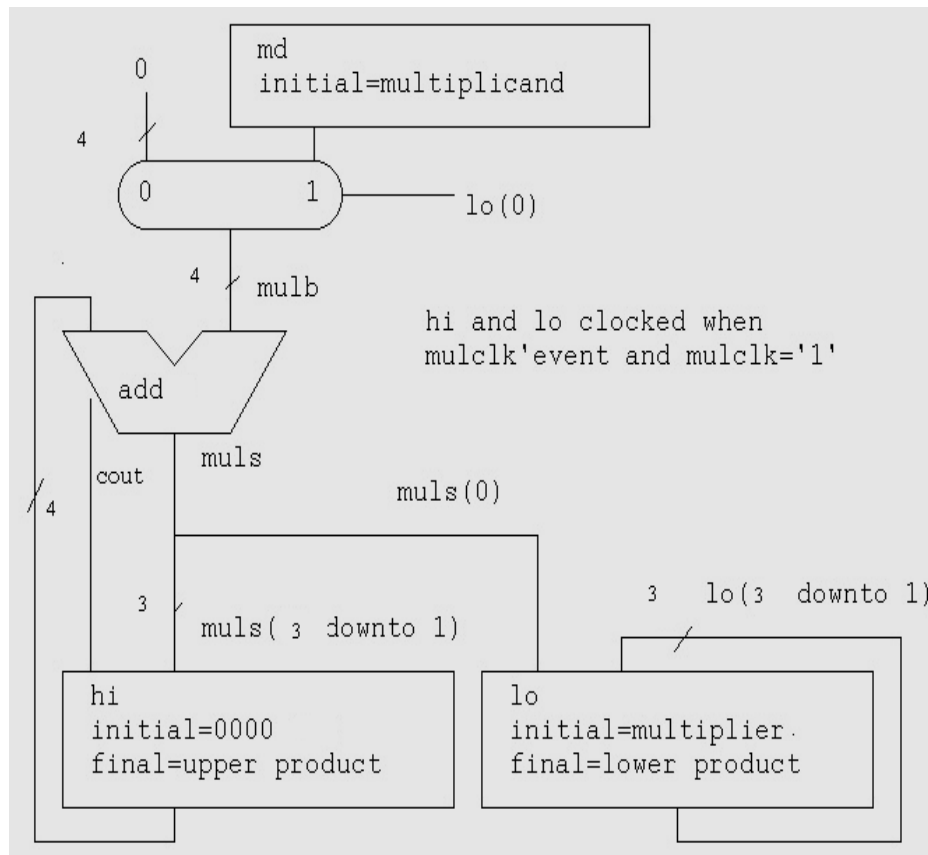 md
initial=multiplicand
0
4
0 1
lo(0)
4
mulb
hi and lo clocked when
mulclk'event and mulclk='1'
add
muls
cout
4
muls(0)
3
muls( 3 downto 1)
3 lo(3 downto 1)
hi
initial=0000
final=upper product
lo
initial=multiplier
final=lower product